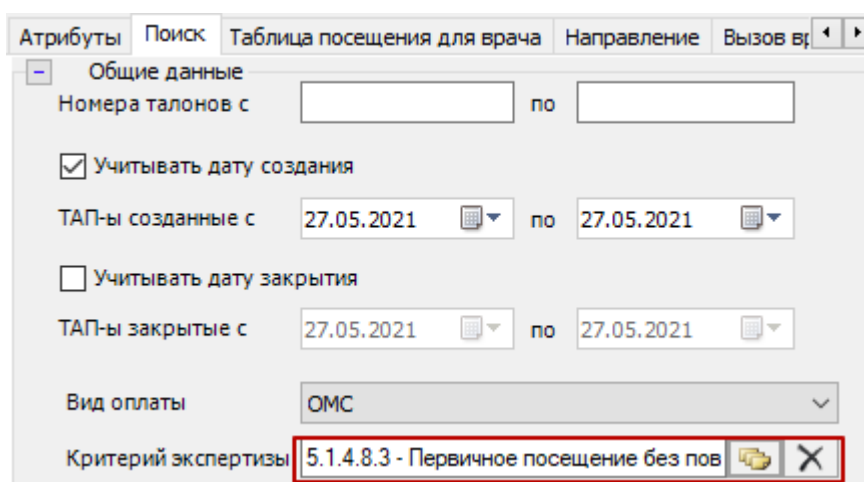 Атрибуты Поиск Таблица посещения для врача Направление Вызов
Общие данные
Номера талонов с по
Учитывать дату создания
ТАП-ы созданные с 27.05.2021 по 27.05.2021
Учитывать дату закрытия
ТАП-ы закрытые с 27.05.2021 по 27.05.2021
Вид оплаты ОМС
Критерий экспертизы 5.1.4.8.3 - Первичное посещение без пов